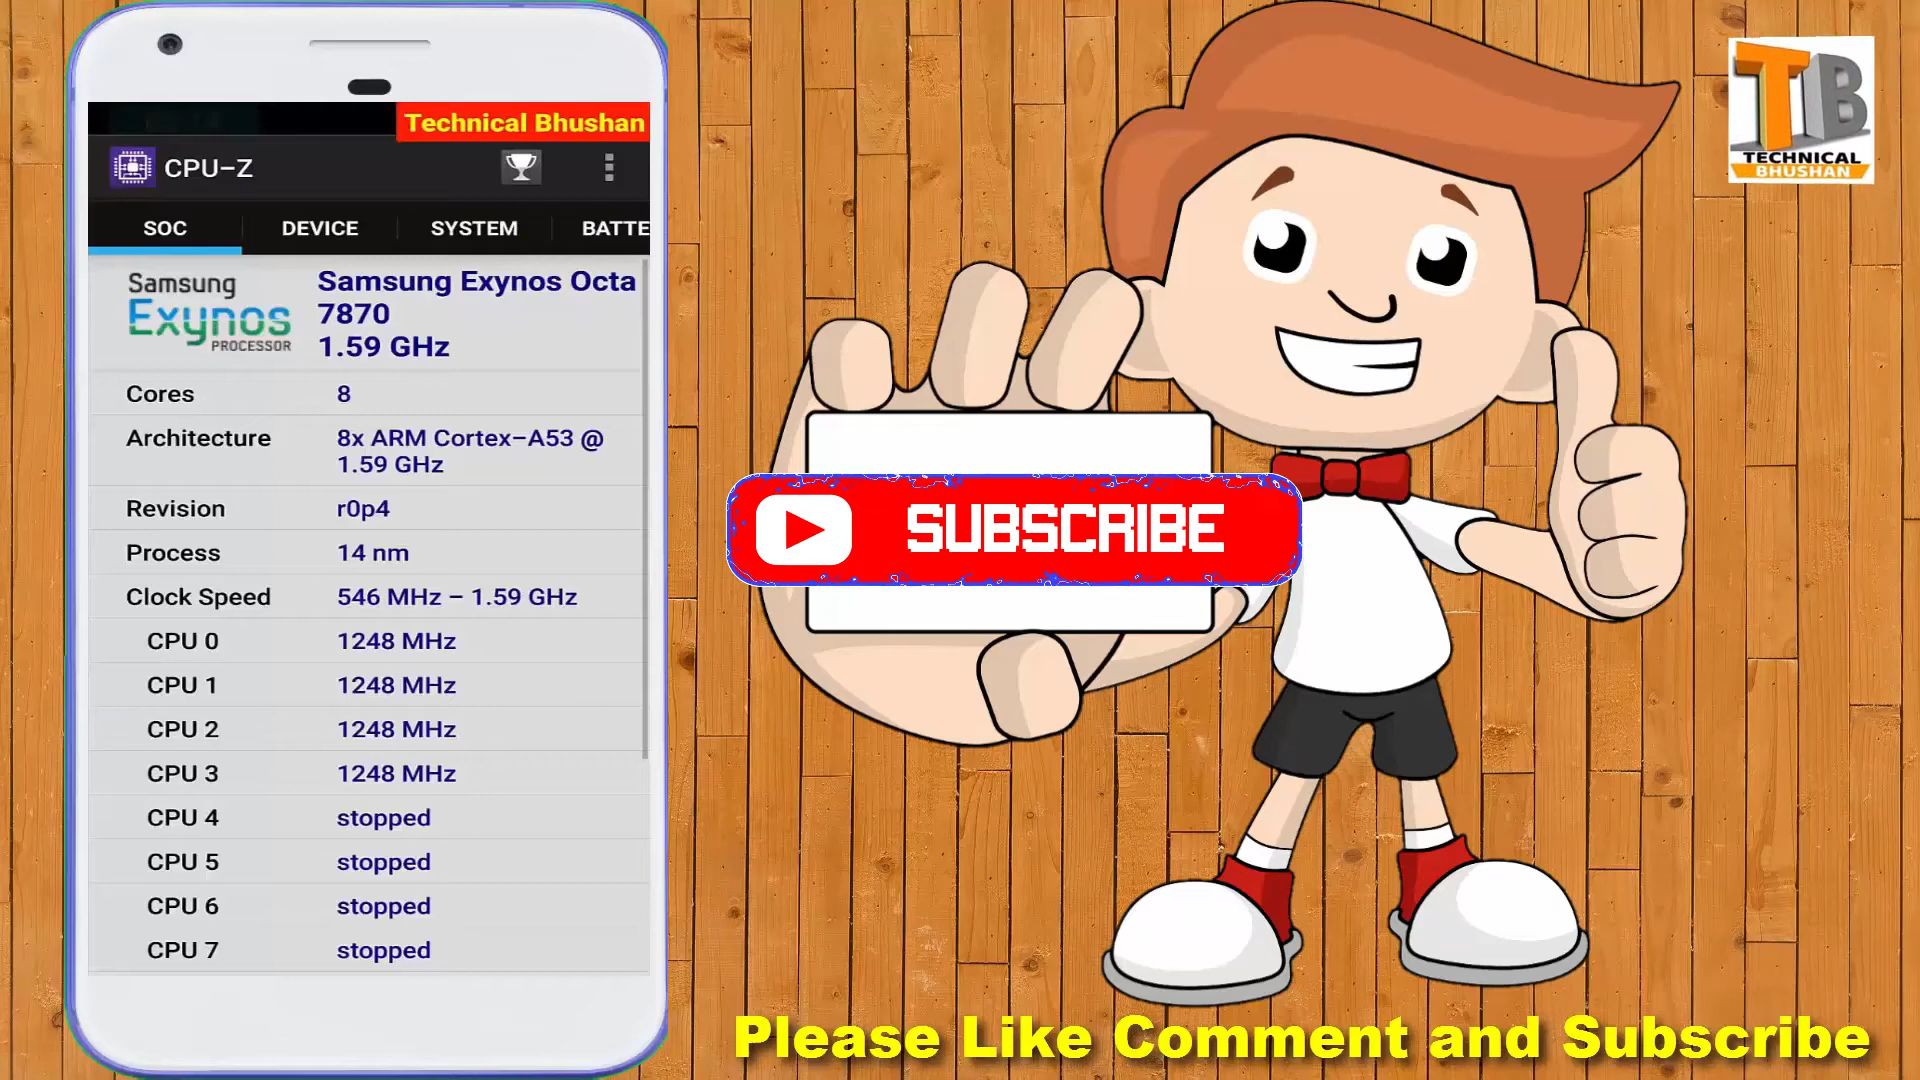 Technical Bhushan
CPU-Z
SOC DEVICE SYSTEM BATTE
Samsung
Exynos
PROCESSOR
Samsung Exynos Octa
7870
1.59 GHz
Cores 8
Architecture 8x ARM Cortex-A53 @
1.59 GHz
Revision r0p4
Process 14 nm
Clock Speed 546 MHz - 1.59 GHz
CPU 0 1248 MHz
CPU 1 1248 MHz
CPU 2 1248 MHz
CPU 3 1248 MHz
CPU 4 stopped
CPU 5 stopped
CPU 6 stopped
CPU 7 stopped
SUBSCRIBE
TB
TECHNICAL
BHUSHAN
Please Like Comment and Subscribe